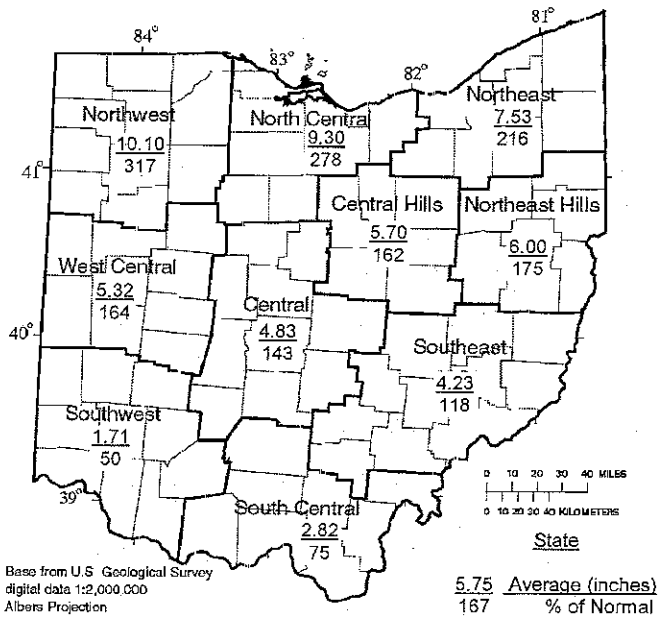 84°
83°
82°
81°
Northwest
10.10
317
North Central
9.30
278
Northeast
7.53
216
41°
Central Hills
5.70
162
Northeast Hills
6.00
175
West Central
5.32
164
Central
4.83
143
40°
Southeast
4.23
118
Southwest
1.71
50
39°
South Central
2.82
75
0 10 20 30 40 MILES
0 10 20 30 40 KILOMETERS
State
5.75 Average (inches)
167 % of Normal
Base from U.S Geological Survey
digital data 1:2,000,000
Albers Projection